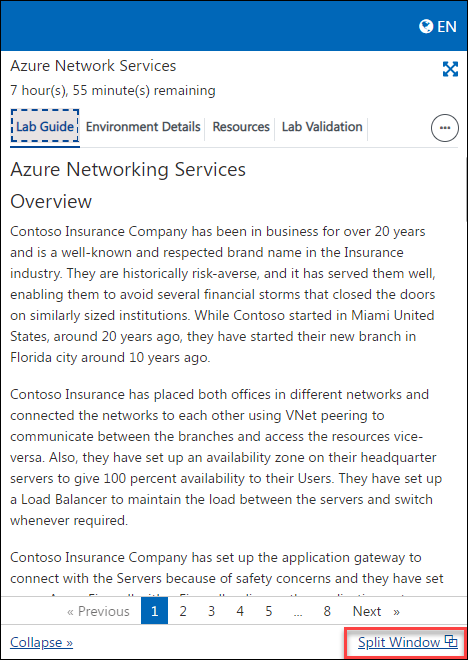 EN
Azure Network Services
7 hour(s), 55 minute(s) remaining
Lab Guide Environment Details Resources Lab Validation
Azure Networking Services
Overview
Contoso Insurance Company has been in business for over 20 years
and is a well-known and respected brand name in the Insurance
industry. They are historically risk-averse, and it has served them well,
enabling them to avoid several financial storms that closed the doors
on similarly sized institutions. While Contoso started in Miami United
States, around 20 years ago, they have started their new branch in
Florida city around 10 years ago.
Contoso Insurance has placed both offices in different networks and
connected the networks to each other using VNet peering to
communicate between the branches and access the resources vice-
versa. Also, they have set up an availability zone on their headquarter
servers to give 100 percent availability to their Users. They have set up
a Load Balancer to maintain the load between the servers and switch
whenever required.
Contoso Insurance Company has set up the application gateway to
connect with the Servers because of safety concerns and they have set
« Previous 1 2 3 4 5 ... 8 Next »
Collapse » Split Window